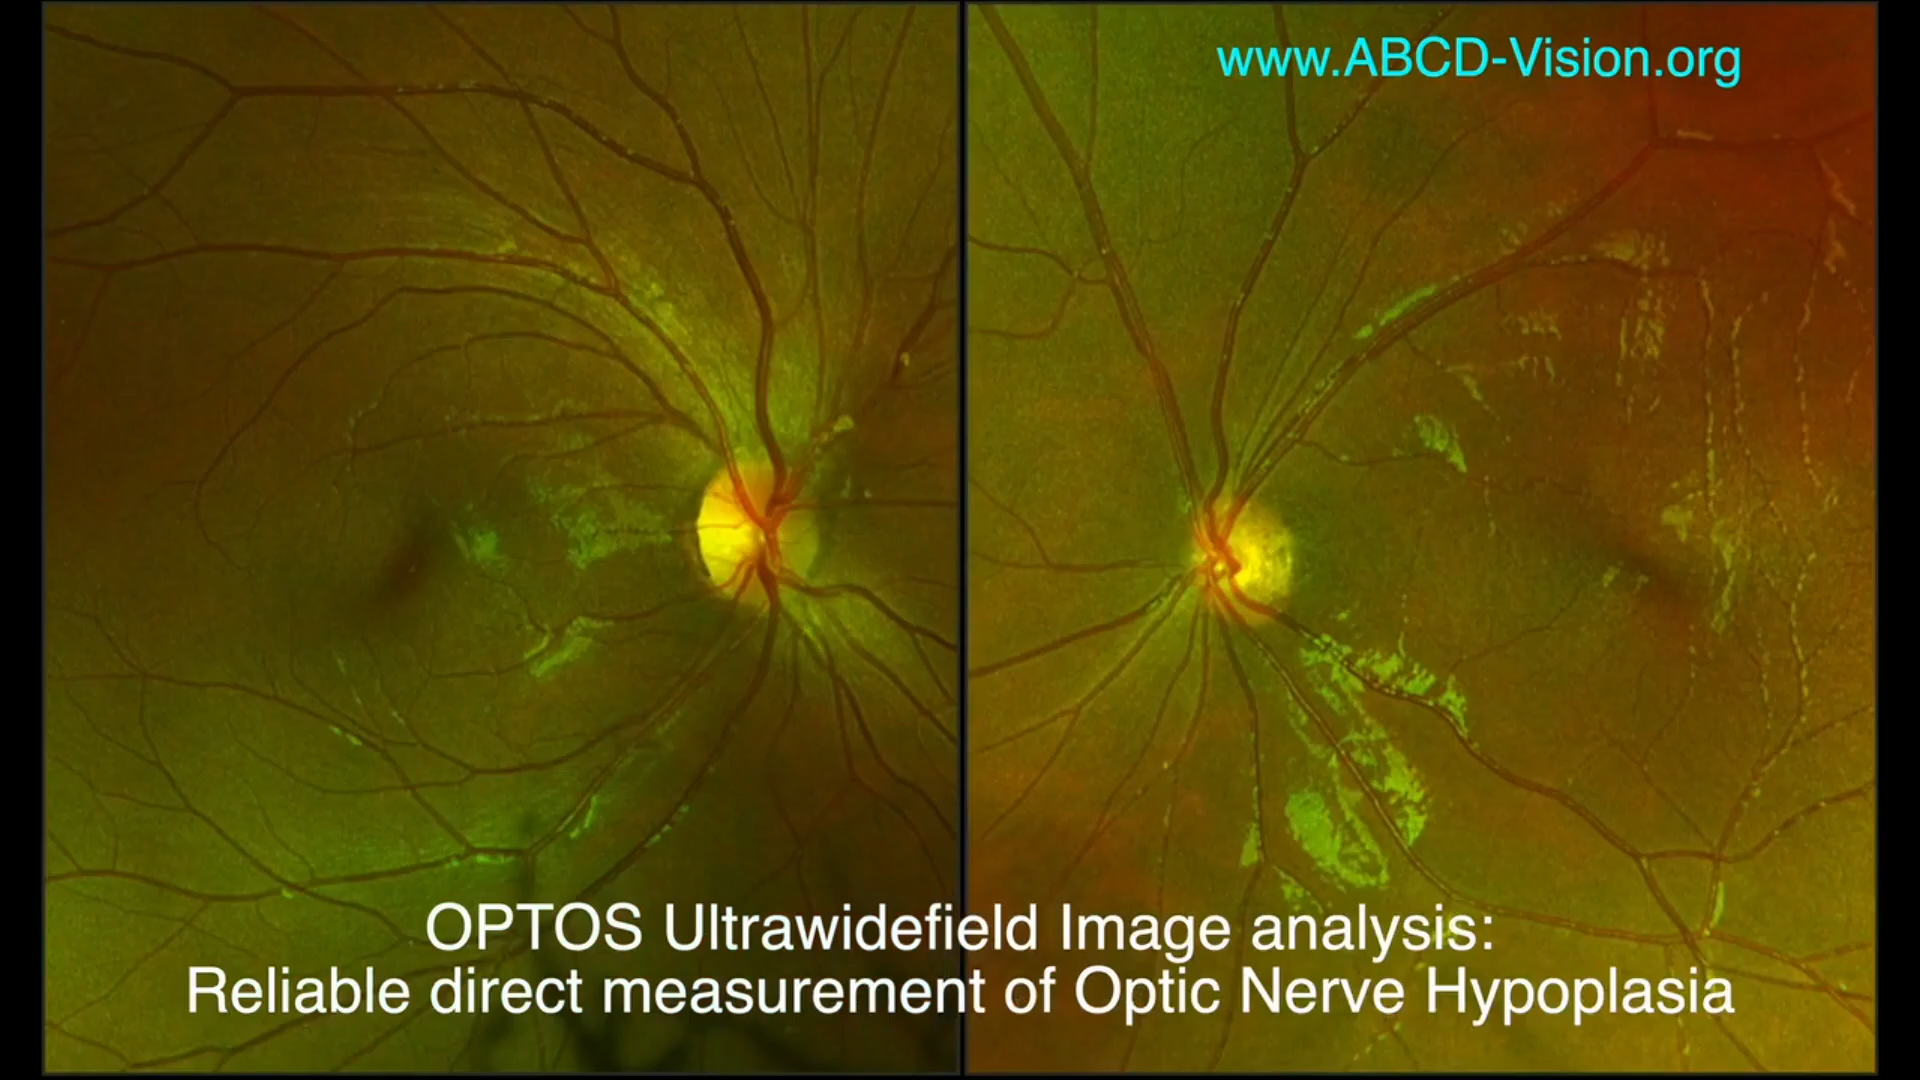 www.ABCD-Vision.org
OPTOS Ultrawidefield Image analysis:
Reliable direct measurement of Optic Nerve Hypoplasia